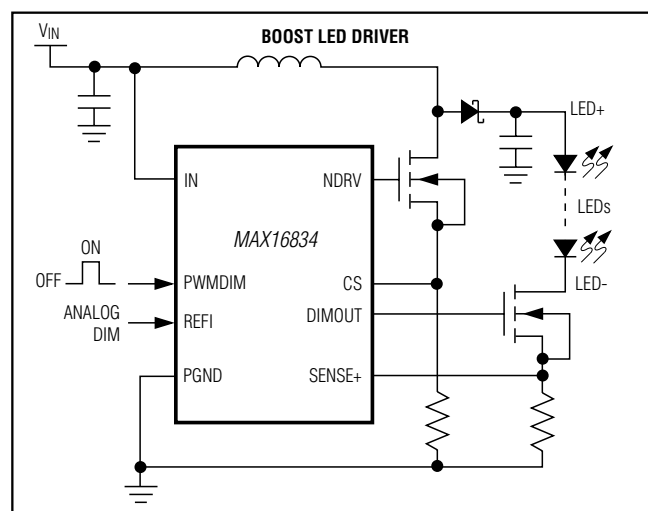 BOOST LED DRIVER
VIN
LED+
IN
NDRV
LEDs
MAX16834
ON
OFF
PWMDIM
CS
LED-
ANALOG
DIM
REFI
DIMOUT
PGND
SENSE+